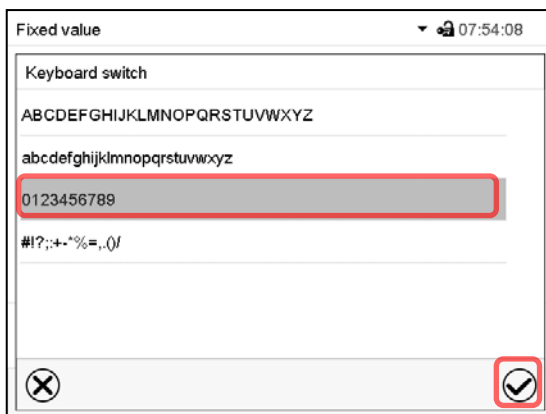 Fixed value 07:54:08
Keyboard switch
ABCDEFGHIJKLMNOPQRSTUVWXYZ
abcdefghijklmnopqrstuvwxyz
0123456789
#!?;:+-*%=,.()/